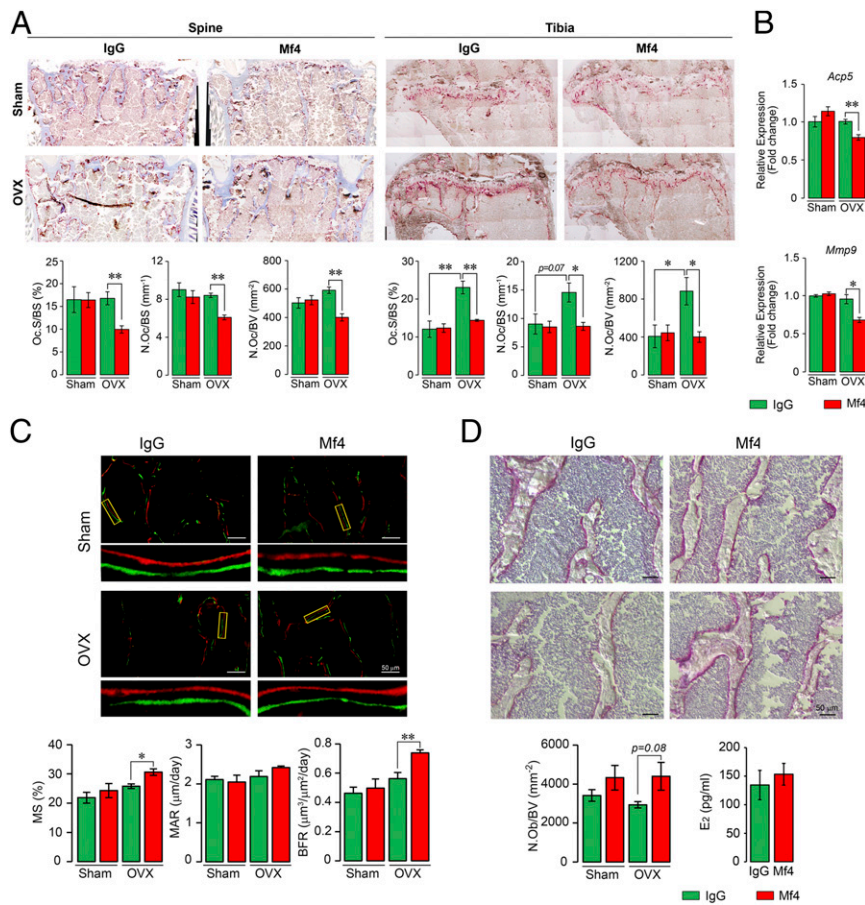 A
B
Spine
Tibia
IgG
Mf4
IgG
Mf4
Sham
OVX
Oc.S/BS (%)
30
20
10
0
**
Sham
OVX
N.Oc/BS (mm-1)
10
8
6
4
2
0
**
Sham
OVX
N.Oc/BV (mm-2)
800
600
400
200
0
**
Sham
OVX
Oc.S/BS (%)
30
20
10
0
**
**
Sham
OVX
N.Oc/BS (mm-1)
20
15
10
5
0
p=0.07
*
Sham
OVX
N.Oc/BV (mm-2)
1200
800
400
0
*
*
Sham
OVX
Acp5
Relative Expression
(Fold change)
1.5
1.0
0.5
0
**
Sham
OVX
Mmp9
Relative Expression
(Fold change)
1.5
1.0
0.5
0
*
Sham
OVX
IgG
Mf4
C
IgG
Mf4
Sham
OVX
50 μm
MS (%)
40
30
20
10
0
*
Sham
OVX
MAR (μm/day)
3
2
1
0
Sham
OVX
BFR (μm3/μm2/day)
0.8
0.6
0.4
0.2
0
**
Sham
OVX
D
IgG
Mf4
50 μm
N.Ob/BV (mm-2)
6000
4000
2000
0
p=0.08
Sham
OVX
E2 (pg/ml)
200
150
100
50
0
IgG Mf4
IgG
Mf4